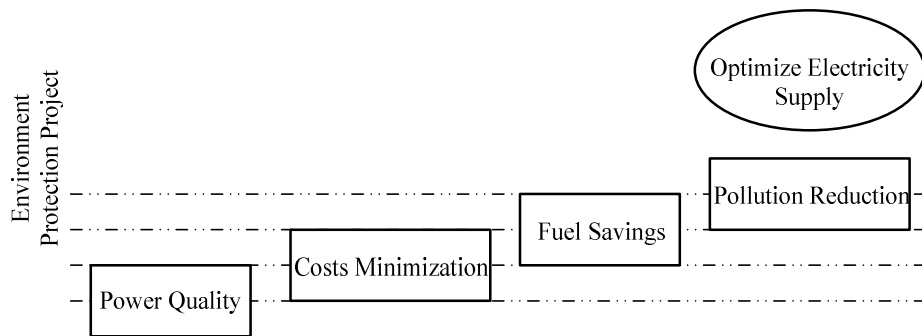 Environment
Protection Project
Optimize Electricity
Supply
Pollution Reduction
Fuel Savings
Costs Minimization
Power Quality